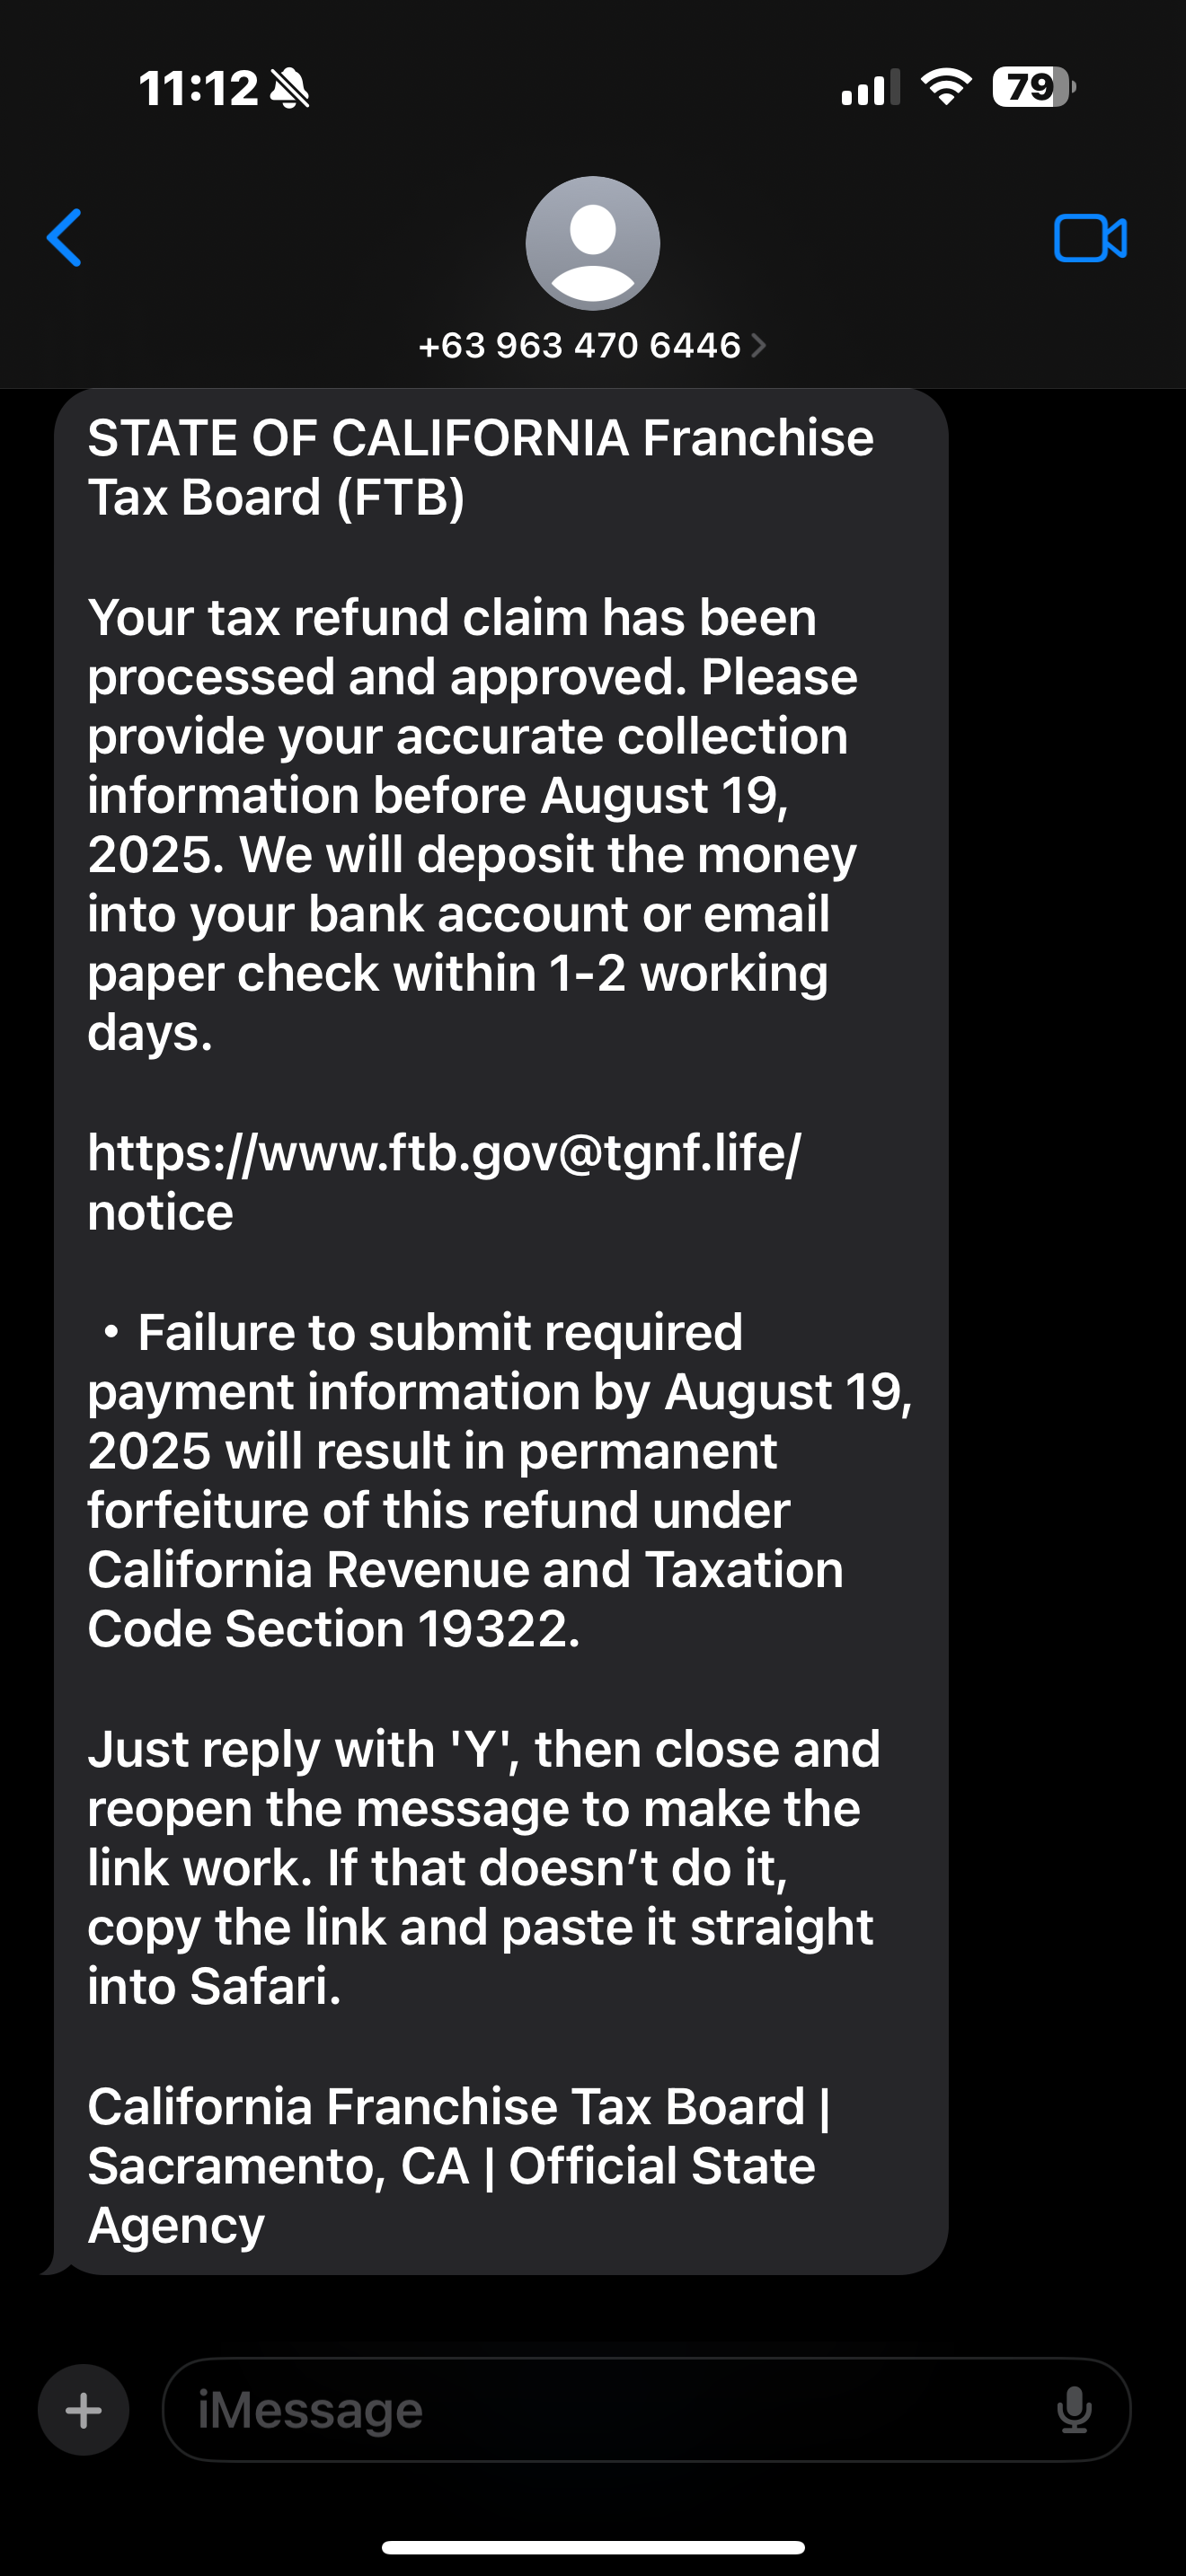 11:12
79
+63 963 470 6446
STATE OF CALIFORNIA Franchise
Tax Board (FTB)
Your tax refund claim has been
processed and approved. Please
provide your accurate collection
information before August 19,
2025. We will deposit the money
into your bank account or email
paper check within 1-2 working
days.
https://www.ftb.gov@tgnf.life/
notice
• Failure to submit required
payment information by August 19,
2025 will result in permanent
forfeiture of this refund under
California Revenue and Taxation
Code Section 19322.
Just reply with 'Y', then close and
reopen the message to make the
link work. If that doesn’t do it,
copy the link and paste it straight
into Safari.
California Franchise Tax Board |
Sacramento, CA | Official State
Agency
iMessage